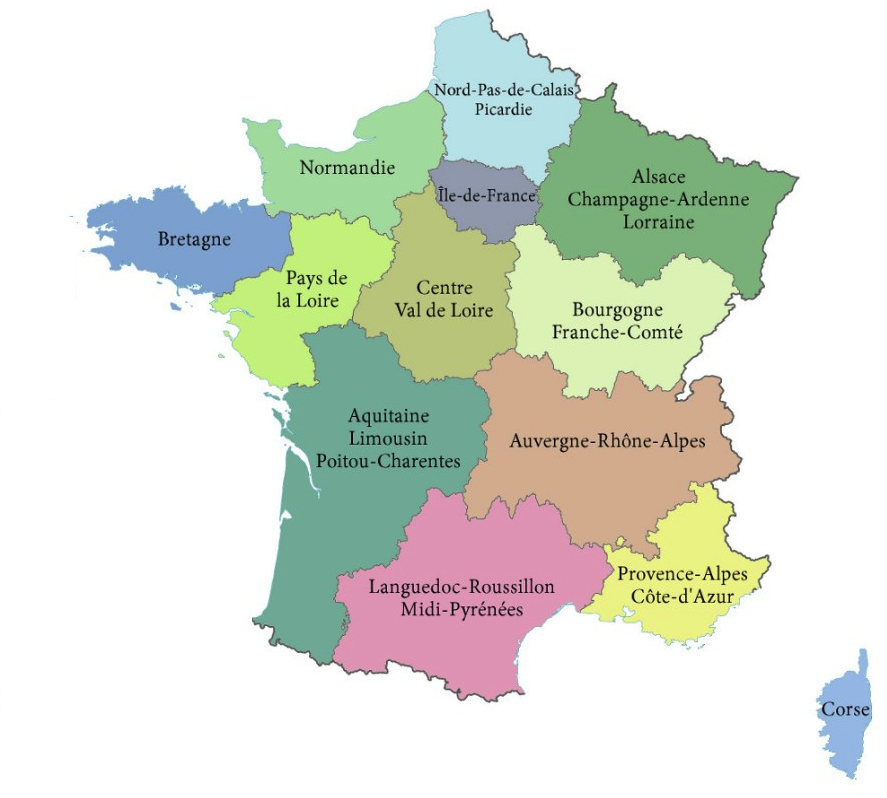 Nord-Pas-de-Calais
Picardie
Normandie
Île-de-France
Alsace
Champagne-Ardenne
Lorraine
Bretagne
Pays de
la Loire
Centre
Val de Loire
Bourgogne
Franche-Comté
Aquitaine
Limousin
Poitou-Charentes
Auvergne-Rhône-Alpes
Languedoc-Roussillon
Midi-Pyrénées
Provence-Alpes
Côte-d'Azur
Corse